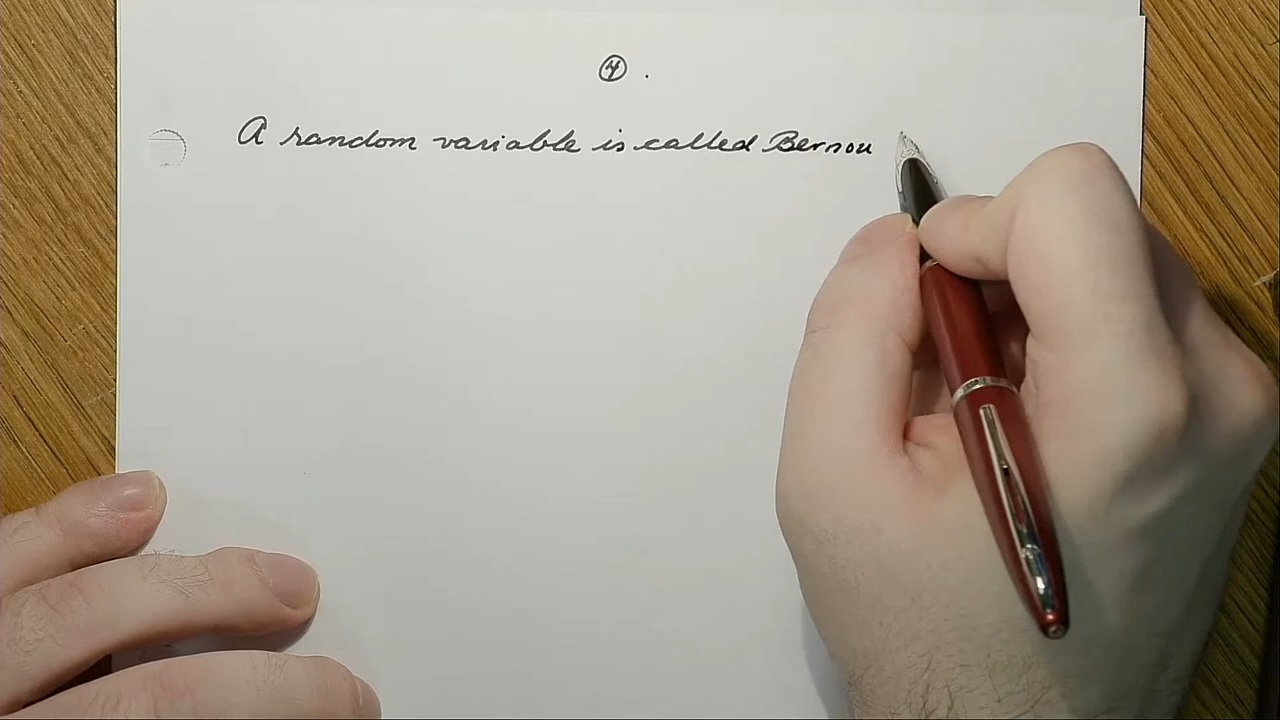 ④ .
A random variable is called Bernou